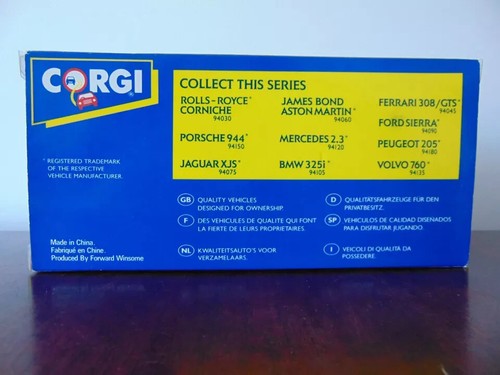 CORGI
®
COLLECT THIS SERIES
ROLLS-ROYCE*
CORNICHE
94030
PORSCHE 944*
94150
JAGUAR XJS*
94075
JAMES BOND
ASTON MARTIN*
94060
MERCEDES 2.3*
94120
BMW 325i*
94105
FERRARI 308/GTS*
94045
FORD SIERRA*
94090
PEUGEOT 205*
94180
VOLVO 760*
94135
* REGISTERED TRADEMARK
OF THE RESPECTIVE
VEHICLE MANUFACTURER.
Made in China.
Fabriqué en Chine.
Produced By Forward Winsome
GB QUALITY VEHICLES
DESIGNED FOR OWNERSHIP.
F DES VEHICULES DE QUALITE QUI FONT
LA FIERTE DE LEURS PROPRIETAIRES.
NL KWALITEITSAUTO'S VOOR
VERZAMELAARS.
D QUALITATSFAHRZEUGE FÜR DEN
PRIVATBESITZ.
SP VEHICULOS DE CALIDAD DISENADOS
PARA DISFRUTAR JUGANDO.
I VEICOLI DI QUALITÀ DA
POSSEDERE.